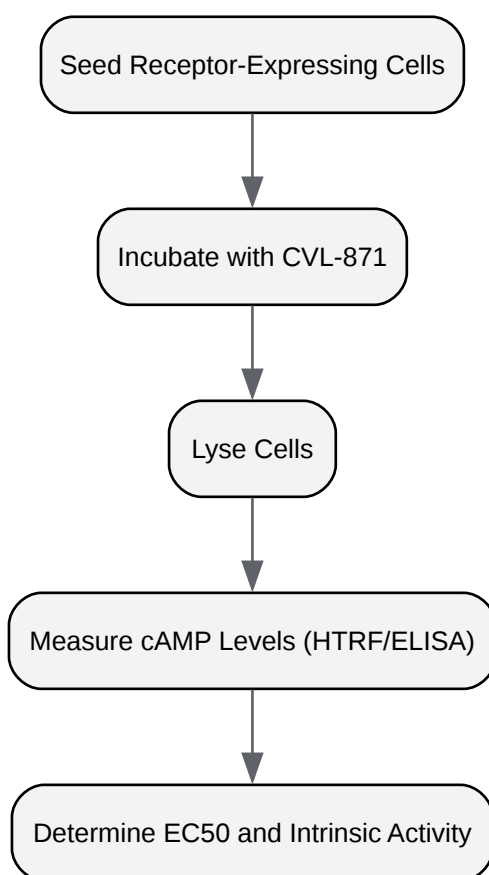 Seed Receptor-Expressing Cells
Incubate with CVL-871
Lyse Cells
Measure cAMP Levels (HTRF/ELISA)
Determine EC50 and Intrinsic Activity